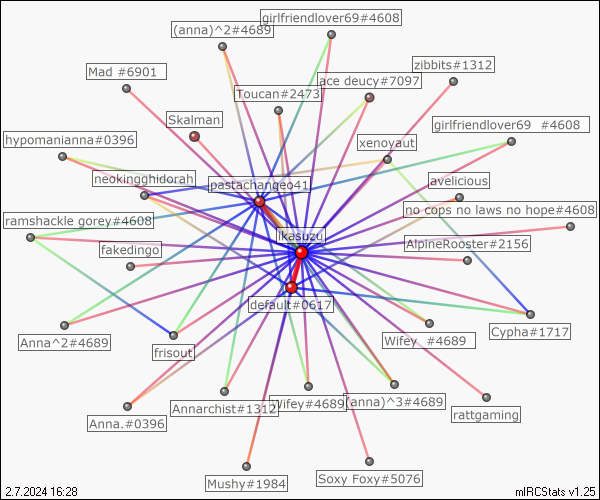 girlfriendlover69#4608
(anna)^2#4689
zibbits#1312
Mad #6901
ace deucy#7097
Toucan#2473
Skalman
girlfriendlover69  #4608
hypomanianna#0396
xenoyaut
neokingghidorah
pastachangeo41
avelicious
no cops no laws no hope#4608
ramshackle gorey#4608
ikasuzu
fakedingo
AlpineRooster#2156
default#0617
Cypha#1717
Anna^2#4689
Wifey  #4689
frisout
Annarchist#1312
Wifey#4689
(anna)^3#4689
rattgaming
Anna.#0396
Mushy#1984
Soxy Foxy#5076
2.7.2024 16:28
mIRCStats v1.25